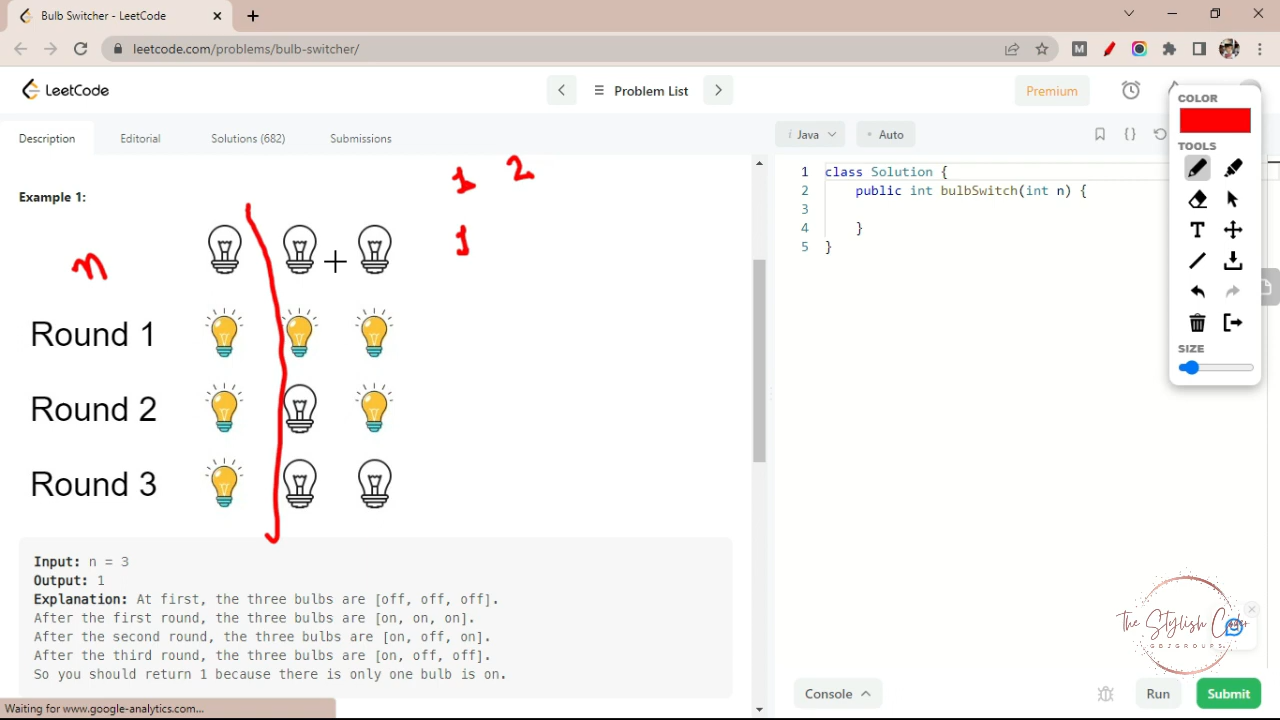 Bulb Switcher - LeetCode
leetcode.com/problems/bulb-switcher/
M
LeetCode
Problem List
Premium
Description
Editorial
Solutions (682)
Submissions
i Java
Auto
{}
COLOR
TOOLS
T
SIZE
1 2
Example 1:
1
n
Round 1
Round 2
Round 3
Input: n = 3
Output: 1
Explanation: At first, the three bulbs are [off, off, off].
After the first round, the three bulbs are [on, on, on].
After the second round, the three bulbs are [on, off, on].
After the third round, the three bulbs are [on, off, off].
So you should return 1 because there is only one bulb is on.
1 class Solution {
2 public int bulbSwitch(int n) {
3
4 }
5 }
The Stylish Coder
GBJGROUPS
Console
Run
Submit
Waiting for www.google-analytics.com...